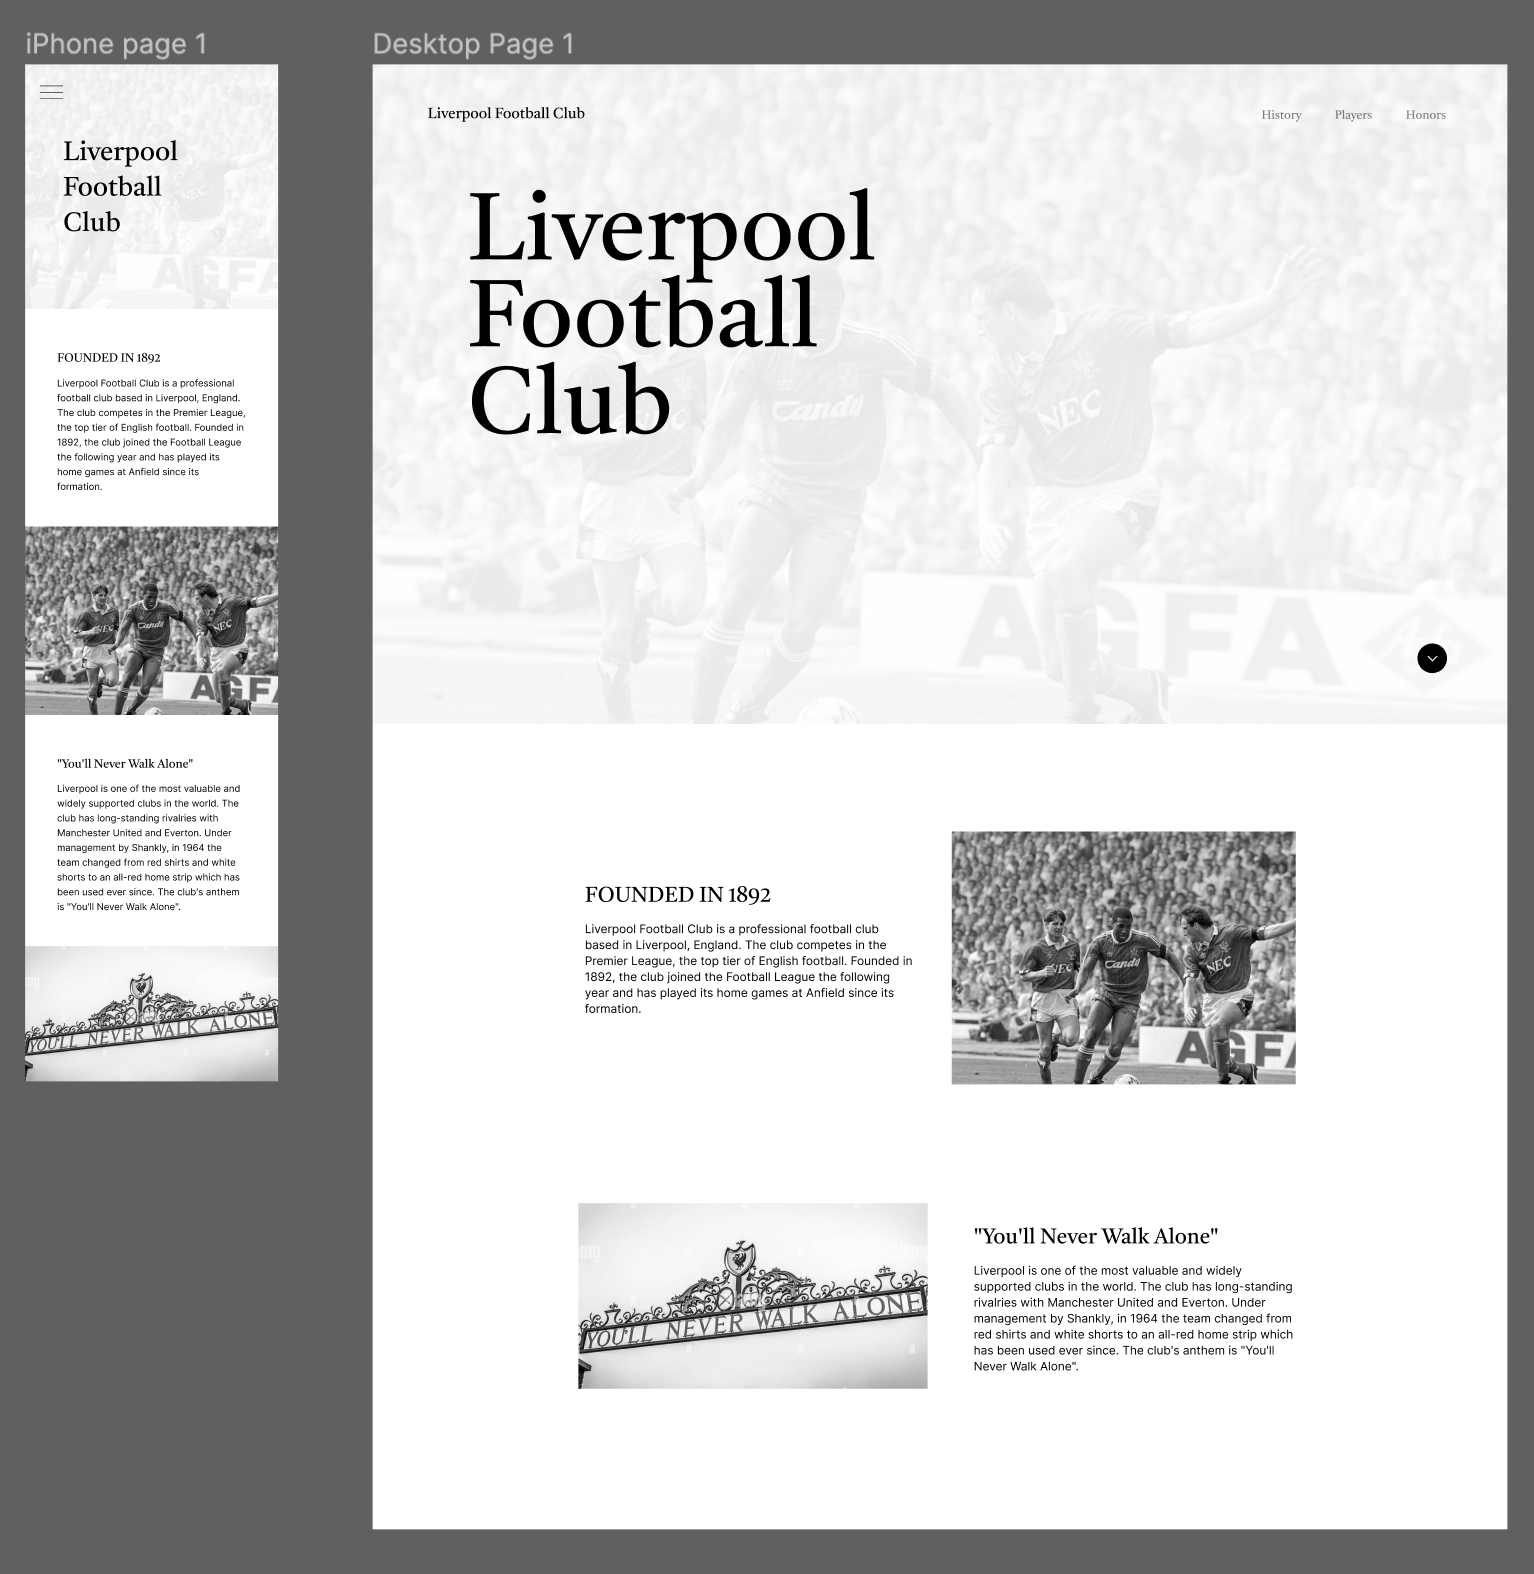 iPhone page 1
Liverpool
Football
Club
NEC
AGFA
FOUNDED IN 1892
Liverpool Football Club is a professional
football club based in Liverpool, England.
The club competes in the Premier League,
the top tier of English football. Founded in
1892, the club joined the Football League
the following year and has played its
home games at Anfield since its
formation.
NEC
Candy
NEC
AGFA
"You'll Never Walk Alone"
Liverpool is one of the most valuable and
widely supported clubs in the world. The
club has long-standing rivalries with
Manchester United and Everton. Under
management by Shankly, in 1964 the
team changed from red shirts and white
shorts to an all-red home strip which has
been used ever since. The club's anthem
is "You'll Never Walk Alone".
YOU'LL NEVER WALK ALONE
Desktop Page 1
Liverpool Football Club
History Players Honors
Liverpool
Football
Club
Candy
NEC
AGFA
FOUNDED IN 1892
Liverpool Football Club is a professional football club
based in Liverpool, England. The club competes in the
Premier League, the top tier of English football. Founded in
1892, the club joined the Football League the following
year and has played its home games at Anfield since its
formation.
NEC
Candy
NEC
AGFA
YOU'LL NEVER WALK ALONE
"You'll Never Walk Alone"
Liverpool is one of the most valuable and widely
supported clubs in the world. The club has long-standing
rivalries with Manchester United and Everton. Under
management by Shankly, in 1964 the team changed from
red shirts and white shorts to an all-red home strip which
has been used ever since. The club's anthem is "You'll
Never Walk Alone".